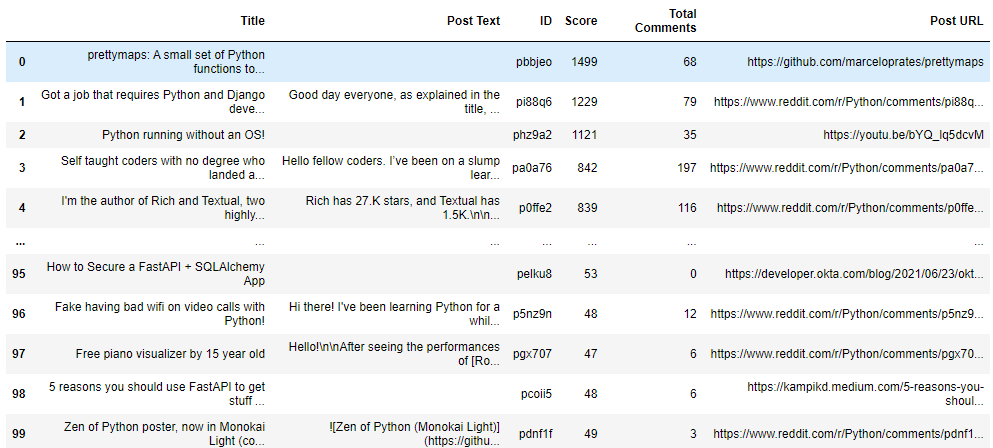 Title Post Text ID Score Total Comments Post URL
0 prettymaps: A small set of Python functions to... pbbjeo 1499 68 https://github.com/marceloprates/prettymaps
1 Got a job that requires Python and Django deve... Good day everyone, as explained in the title, ... pi88q6 1229 79 https://www.reddit.com/r/Python/comments/pi88q...
2 Python running without an OS! phz9a2 1121 35 https://youtu.be/bYQ_lq5dcvM
3 Self taught coders with no degree who landed a... Hello fellow coders. I've been on a slump lear... pa0a76 842 197 https://www.reddit.com/r/Python/comments/pa0a7...
4 I'm the author of Rich and Textual, two highly... Rich has 27.K stars, and Textual has 1.5K.\n\n... p0ffe2 839 116 https://www.reddit.com/r/Python/comments/p0ffe...
... ... ... ... ... ... ...
95 How to Secure a FastAPI + SQLAlchemy App pelku8 53 0 https://developer.okta.com/blog/2021/06/23/okt...
96 Fake having bad wifi on video calls with Python! Hi there! I've been learning Python for a whil... p5nz9n 48 12 https://www.reddit.com/r/Python/comments/p5nz9...
97 Free piano visualizer by 15 year old Hello!\n\nAfter seeing the performances of [Ro... pgx707 47 6 https://www.reddit.com/r/Python/comments/pgx70...
98 5 reasons you should use FastAPI to get stuff ... pcoii5 48 6 https://kampikd.medium.com/5-reasons-you-shoul...
99 Zen of Python poster, now in Monokai Light (co... ![Zen of Python (Monokai Light)](https://githu... pdnf1f 49 3 https://www.reddit.com/r/Python/comments/pdnf1...